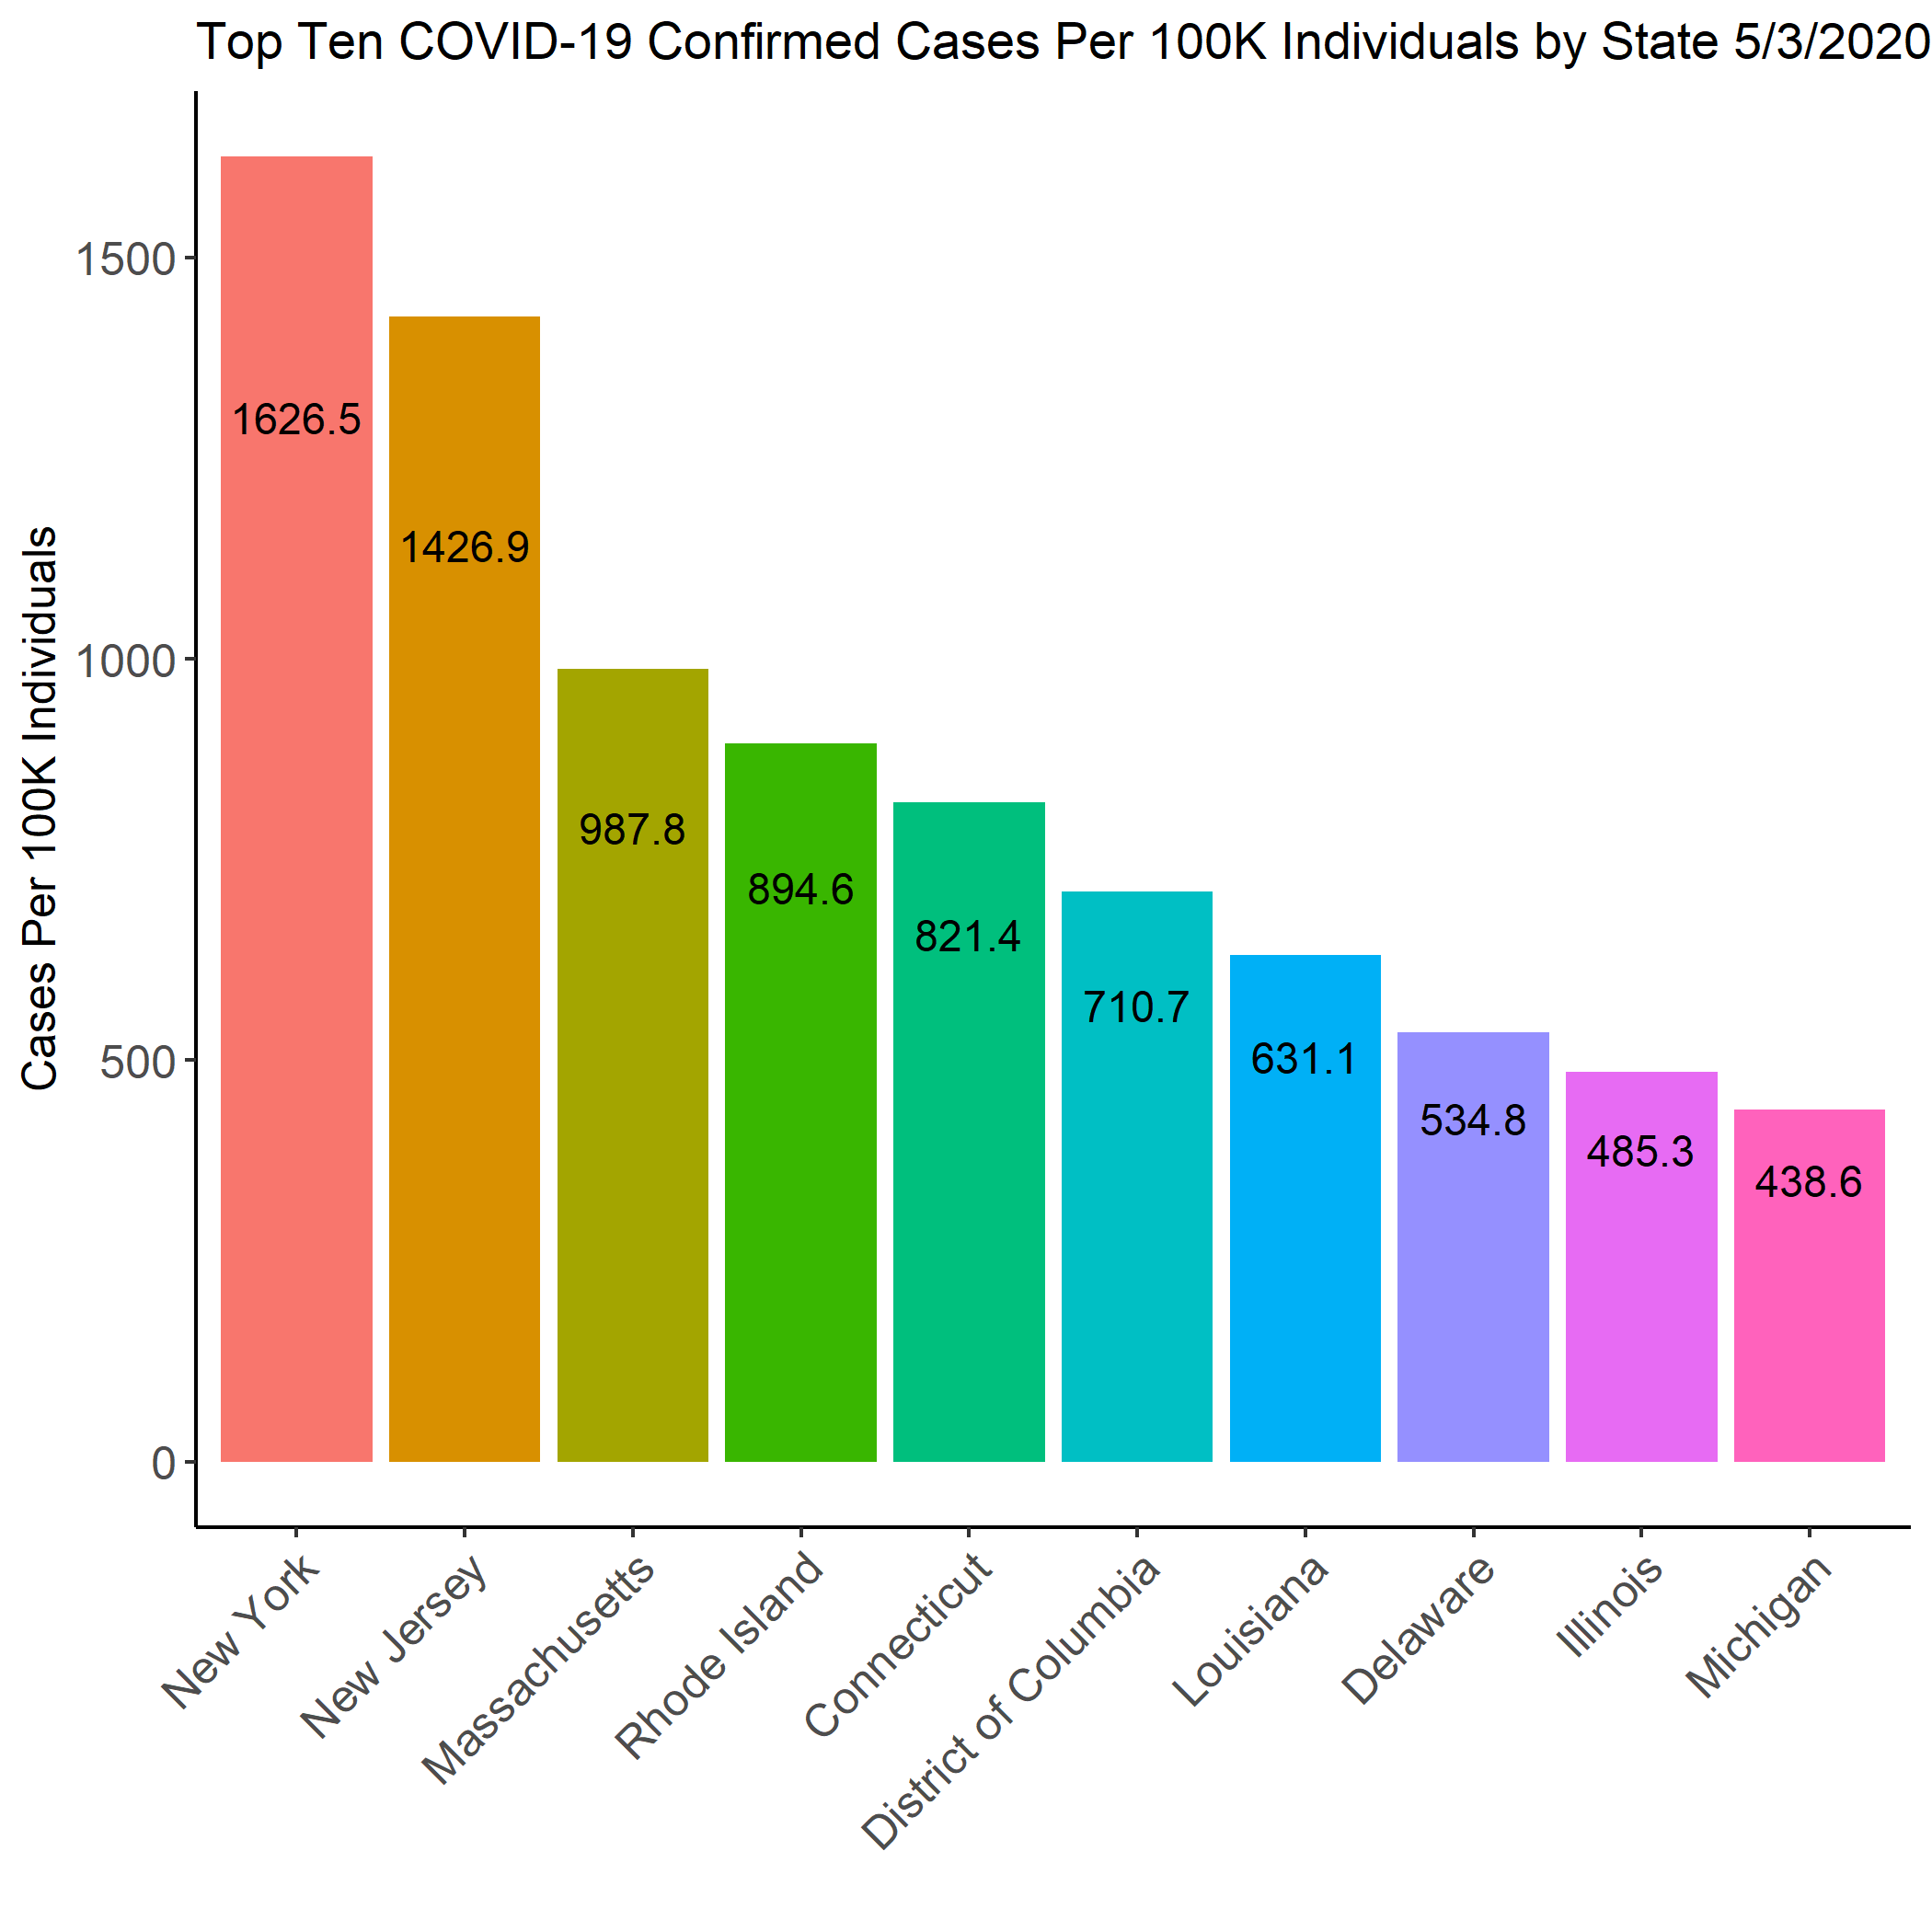 Top Ten COVID-19 Confirmed Cases Per 100K Individuals by State 5/3/2020
Cases Per 100K Individuals
1500
1000
500
0
1626.5
1426.9
987.8
894.6
821.4
710.7
631.1
534.8
485.3
438.6
New York
New Jersey
Massachusetts
Rhode Island
Connecticut
District of Columbia
Louisiana
Delaware
Illinois
Michigan